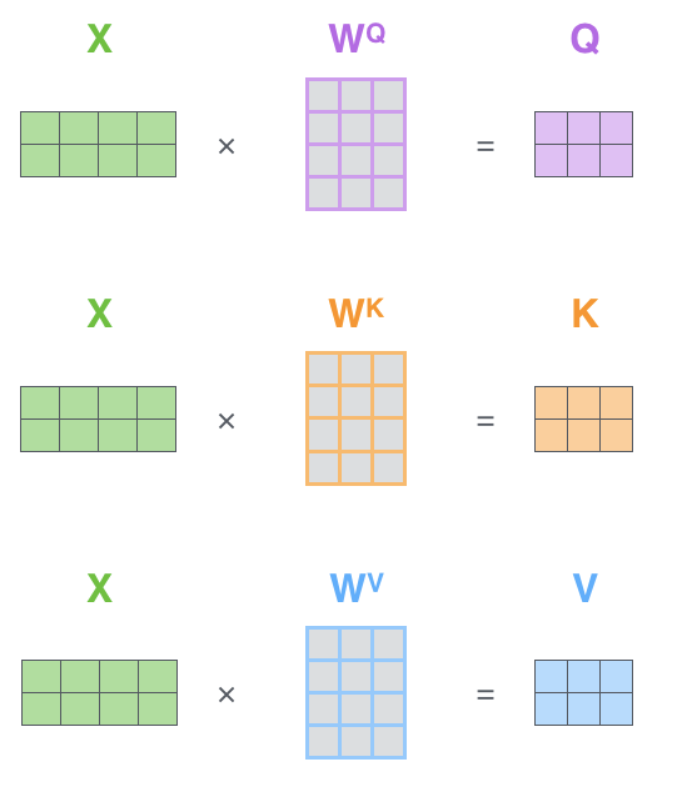 X W^Q Q
× =
X W^K K
× =
X W^V V
× =